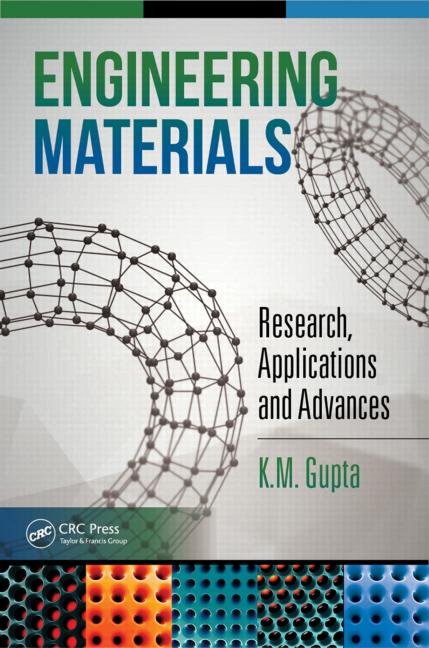 ENGINEERING
MATERIALS
Research,
Applications
and Advances
K.M. Gupta
CRC
CRC Press
Taylor & Francis Group